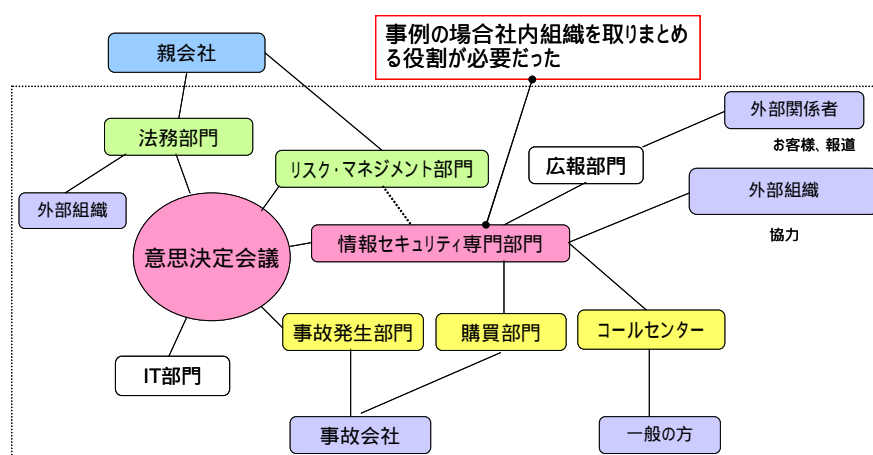 事例の場合社内組織を取りまとめ
る役割が必要だった
親会社
外部関係者
お客様、報道
法務部門
リスク・マネジメント部門
広報部門
外部組織
外部組織
協力
意思決定会議
情報セキュリティ専門部門
事故発生部門
購買部門
コールセンター
IT部門
事故会社
一般の方